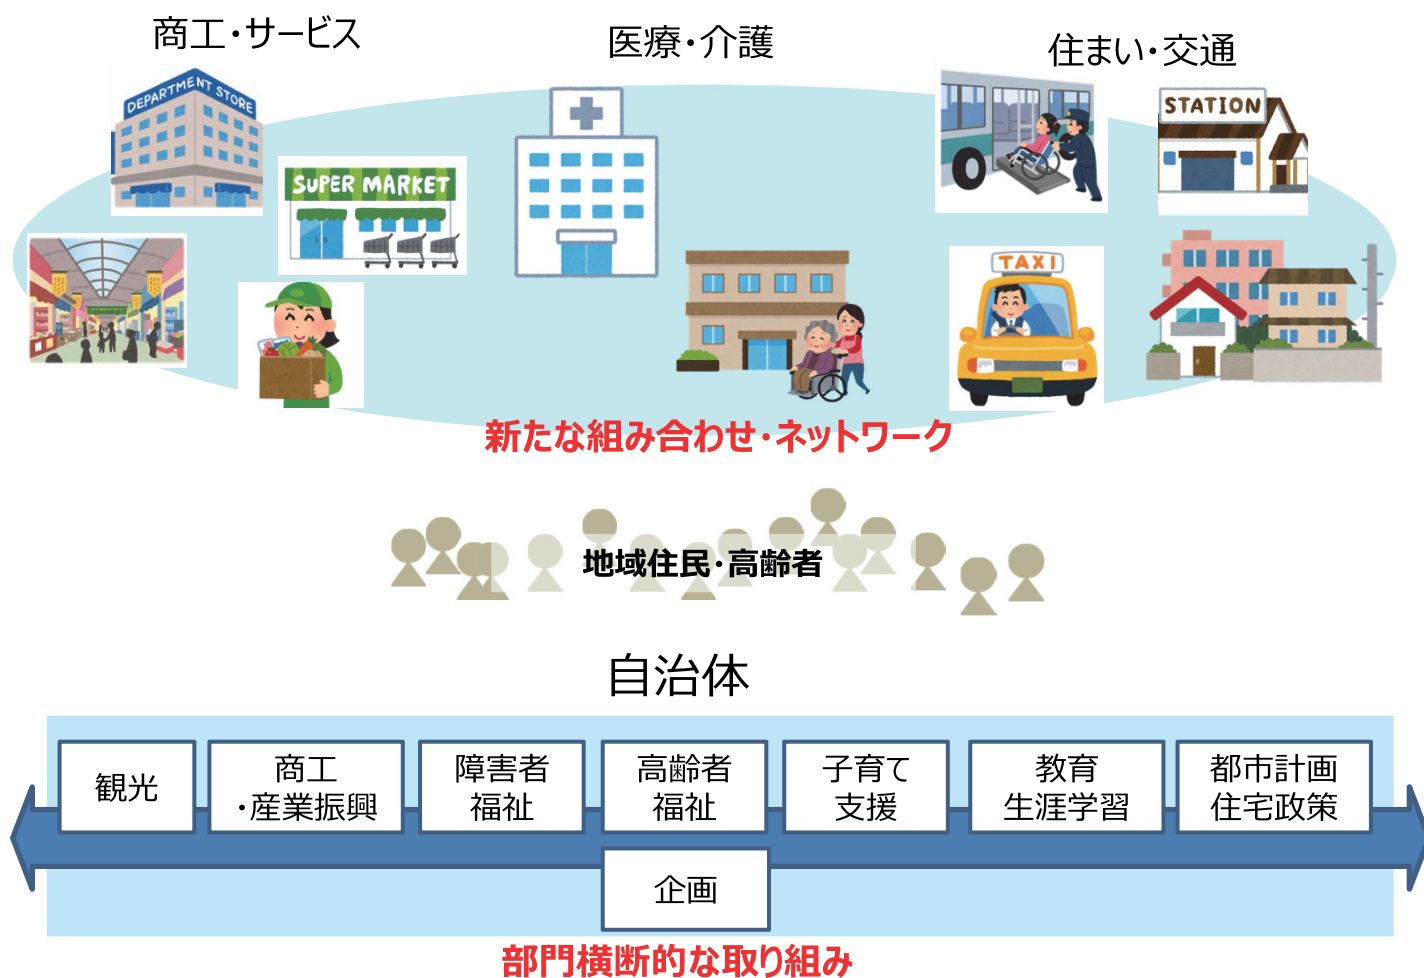 商工・サービス
医療・介護
住まい・交通
DEPARTMENT STORE
SUPER MARKET
STATION
TAXI
新たな組み合わせ・ネットワーク
地域住民・高齢者
自治体
観光
商工
・産業振興
障害者
福祉
高齢者
福祉
子育て
支援
教育
生涯学習
都市計画
住宅政策
企画
部門横断的な取り組み